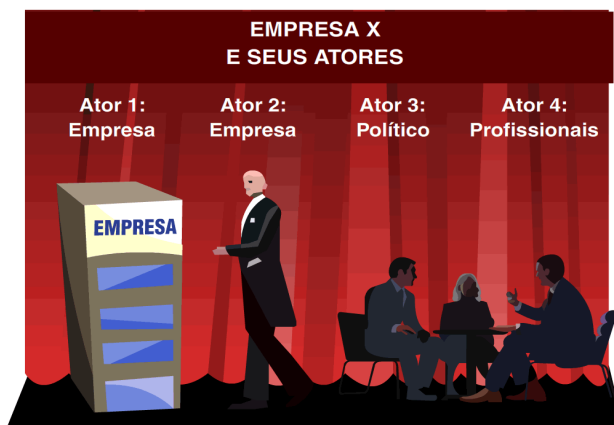 EMPRESA X
E SEUS ATORES
Ator 1:
Empresa
Ator 2:
Empresa
Ator 3:
Político
Ator 4:
Profissionais
EMPRESA